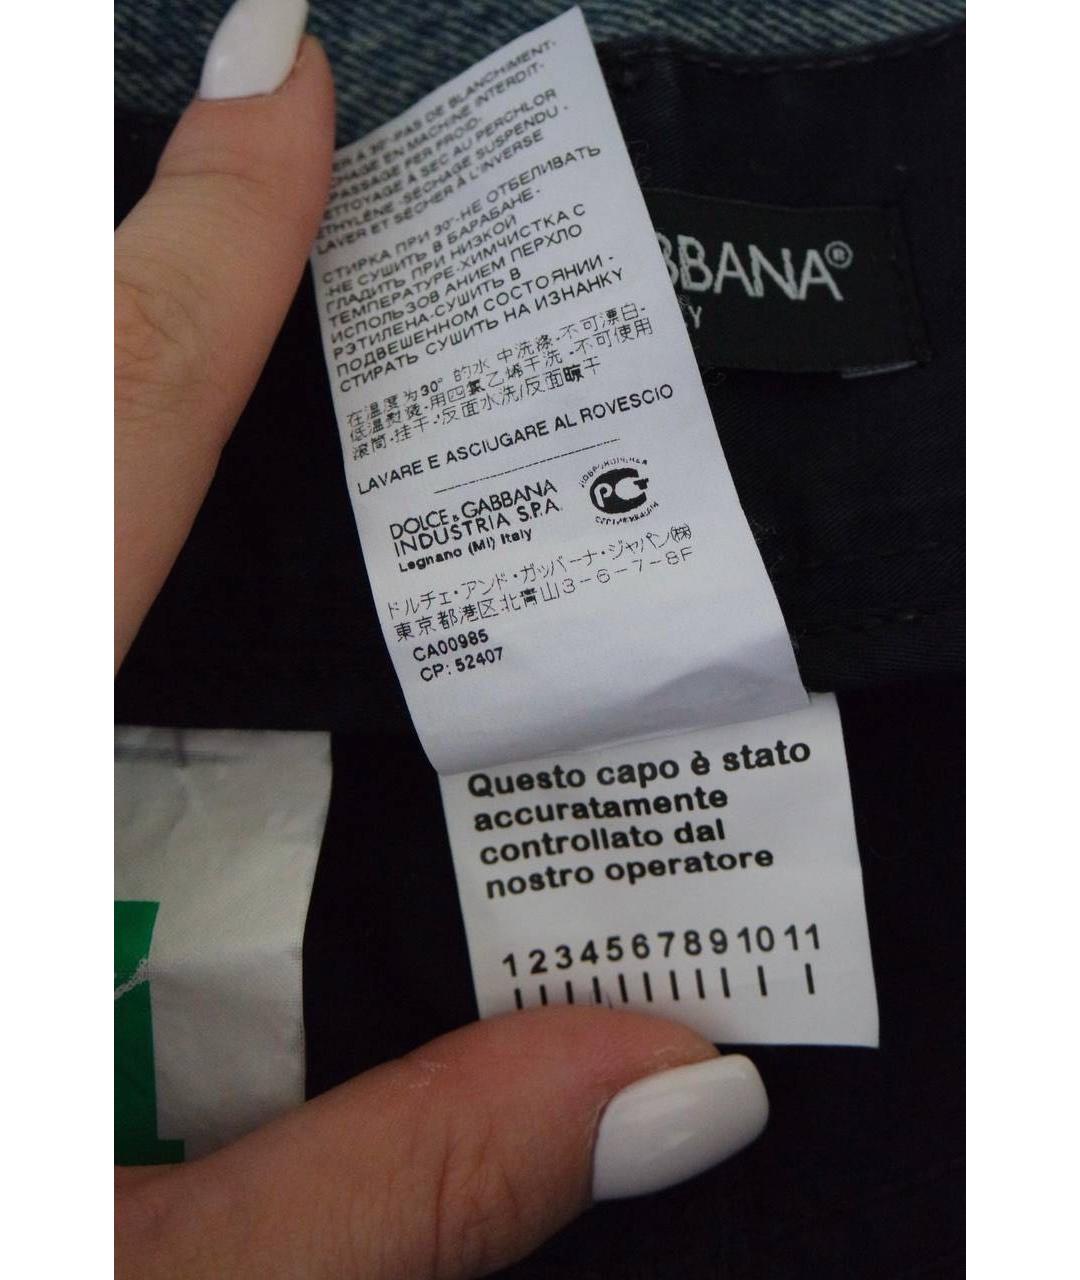 ER A 30°-PAS DE BLANCHIMENT-
AGE EN MACHINE INTERDIT-
PASSAGE FER FROID-
ETTOYAGE A SEC AU PERCHLOR
ETHYLÈNE -SÉCHAGE SUSPENDU -
LAVER ET SÉCHER À L'INVERSE
СТИРКА ПРИ 30°-НЕ ОТБЕЛИВАТЬ
-НЕ СУШИТЬ В БАРАБАНЕ-
ГЛАДИТЬ ПРИ НИЗКОЙ
ТЕМПЕРАТУРЕ-ХИМЧИСТКА С
ИСПОЛЬЗОВ АНИЕМ ПЕРХЛО
РЭТИЛЕНА-СУШИТЬ В
ПОДВЕШЕННОМ СОСТОЯНИИ -
СТИРАТЬ СУШИТЬ НА ИЗНАНКУ
在温度为30° 的水 中洗涤-不可漂白-
低温熨烫-用四氯乙烯干洗 -不可使用
滚筒-挂干-反面水洗/反面晾干
LAVARE E ASCIUGARE AL ROVESCIO
DOLCE & GABBANA
INDUSTRIA S.P.A.
Legnano (MI) Italy
РСТ
ドルチェ・アンド・ガッバーナ・ジャパン㈱
東京都港区北青山3-6-7-8F
CA00985
CP: 52407
BBANA®
Y
Questo capo è stato
accuratamente
controllato dal
nostro operatore
1 2 3 4 5 6 7 8 9 10 11